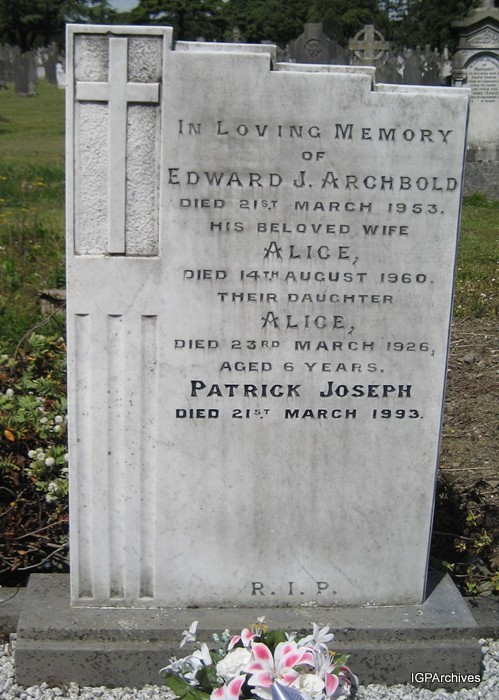 In Loving Memory
OF
EDWARD J. ARCHBOLD
DIED 21ST MARCH 1953.
HIS BELOVED WIFE
ALICE,
DIED 14TH AUGUST 1960.
THEIR DAUGHTER
ALICE,
DIED 23RD MARCH 1926,
AGED 6 YEARS.
PATRICK JOSEPH
DIED 21ST MARCH 1993.
R.I.P.
IGPArchives